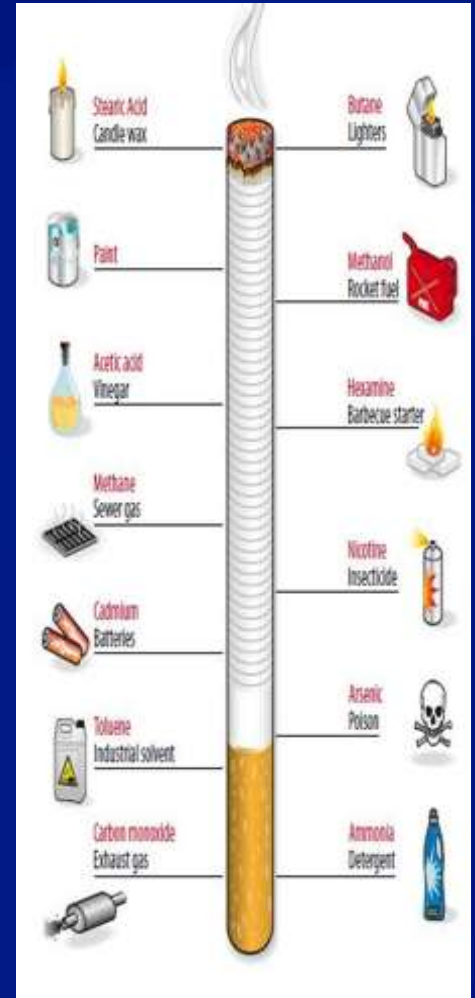 Stearic Acid
Candle wax
Paint
Acetic acid
Vinegar
Methane
Sewer gas
Cadmium
Batteries
Toluene
Industrial solvent
Carbon monoxide
Exhaust gas
Butane
Lighters
Methanol
Rocket fuel
Hexamine
Barbecue starter
Nicotine
Insecticide
Arsenic
Poison
Ammonia
Detergent